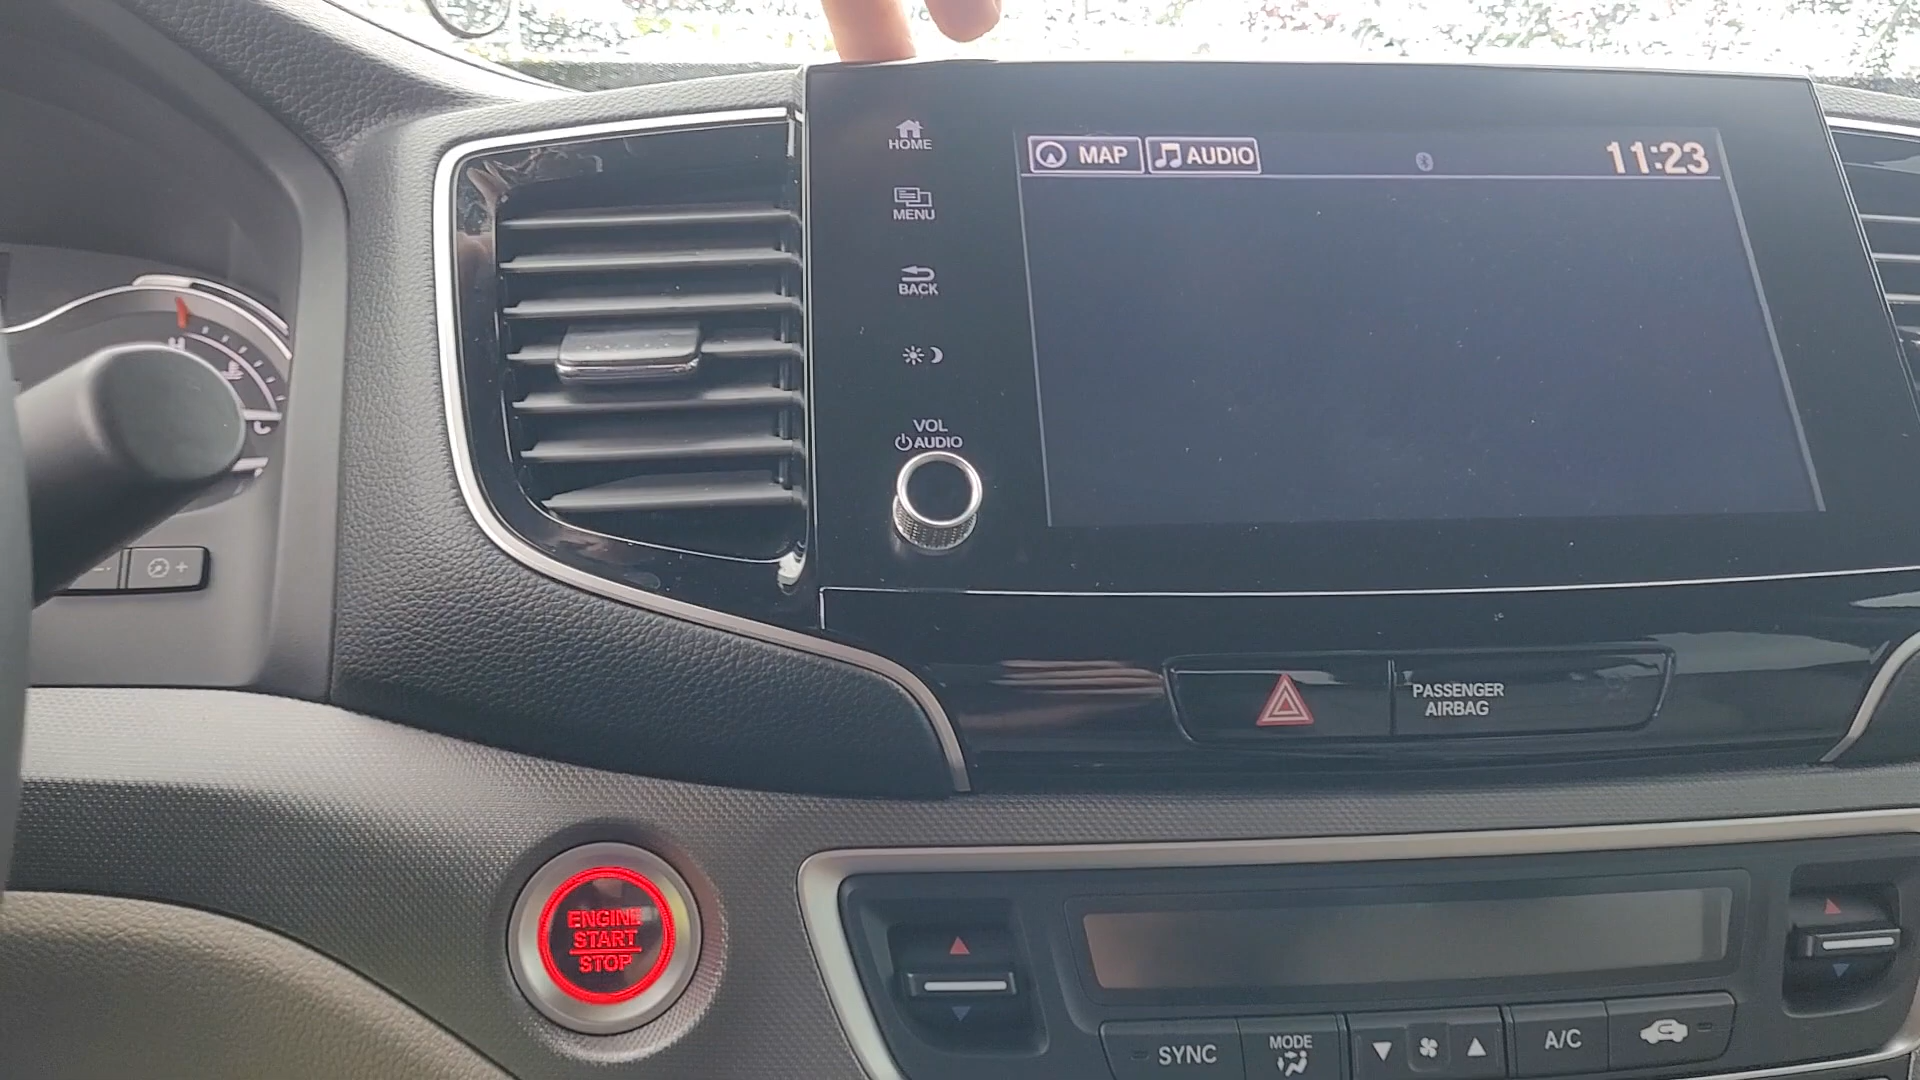 HOME
MENU
BACK
VOL
AUDIO
MAP
AUDIO
11:23
H
C
- +
PASSENGER
AIRBAG
ENGINE
START
STOP
SYNC
MODE
A/C